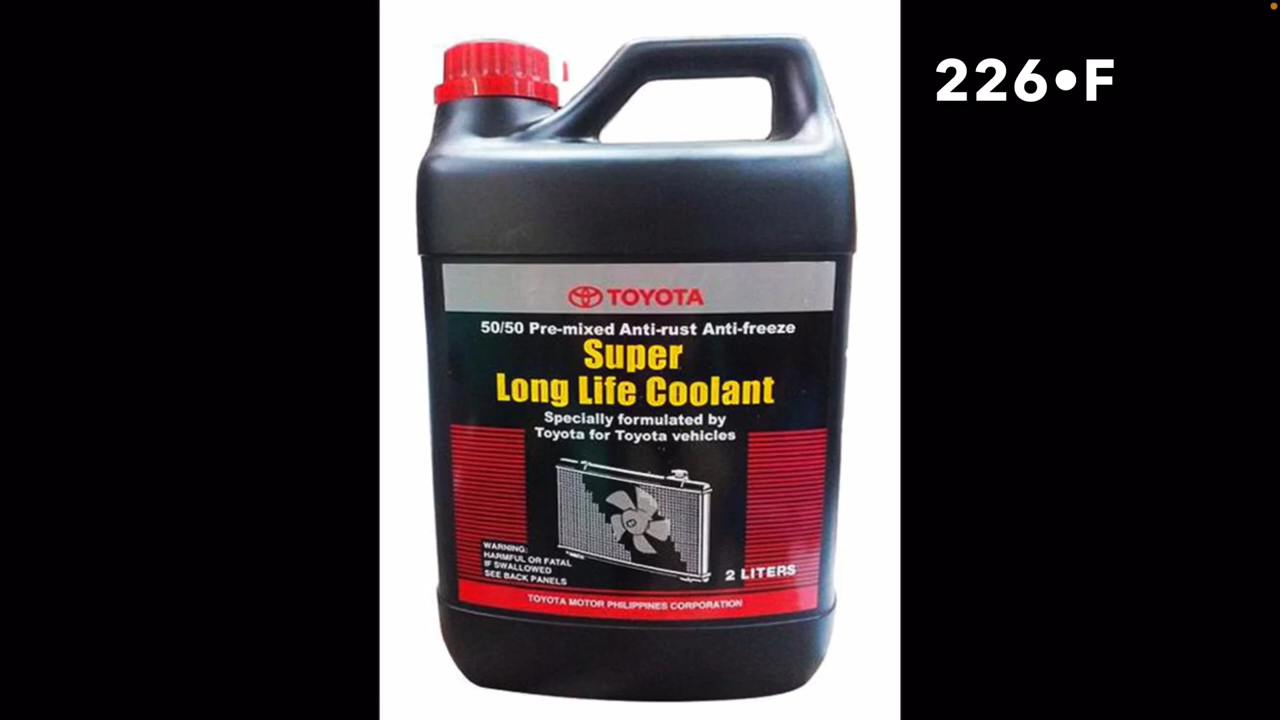 226•F
TOYOTA
50/50 Pre-mixed Anti-rust Anti-freeze
Super
Long Life Coolant
Specially formulated by
Toyota for Toyota vehicles
WARNING:
HARMFUL OR FATAL
IF SWALLOWED
SEE BACK PANELS
2 LITERS
TOYOTA MOTOR PHILIPPINES CORPORATION